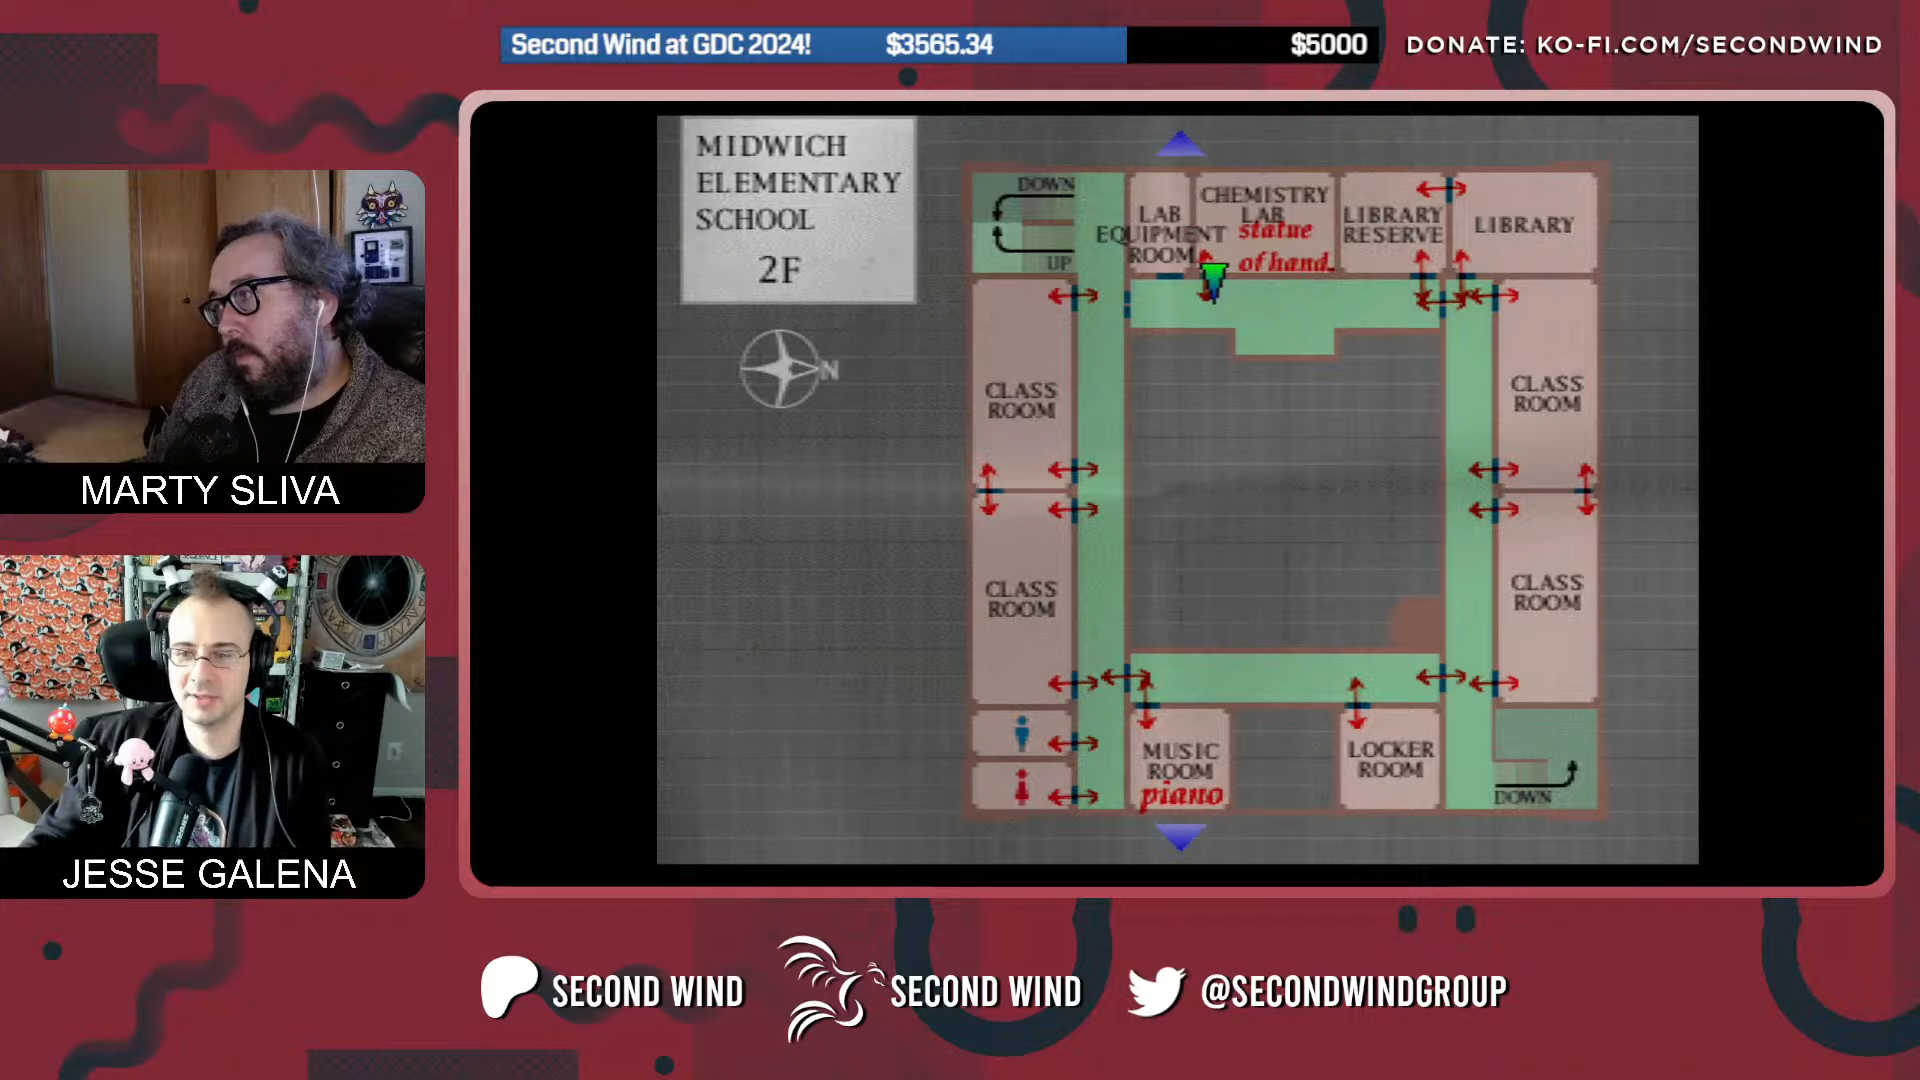 Second Wind at GDC 2024! $3565.34 $5000
DONATE: KO-FI.COM/SECONDWIND
MIDWICH
ELEMENTARY
SCHOOL
2F
N
DOWN
UP
LAB
EQUIPMENT
ROOM
CHEMISTRY
LAB
statue
of hand.
LIBRARY
RESERVE
LIBRARY
CLASS
ROOM
CLASS
ROOM
CLASS
ROOM
CLASS
ROOM
MUSIC
ROOM
piano
LOCKER
ROOM
DOWN
MARTY SLIVA
JESSE GALENA
SECOND WIND
SECOND WIND
@SECONDWINDGROUP